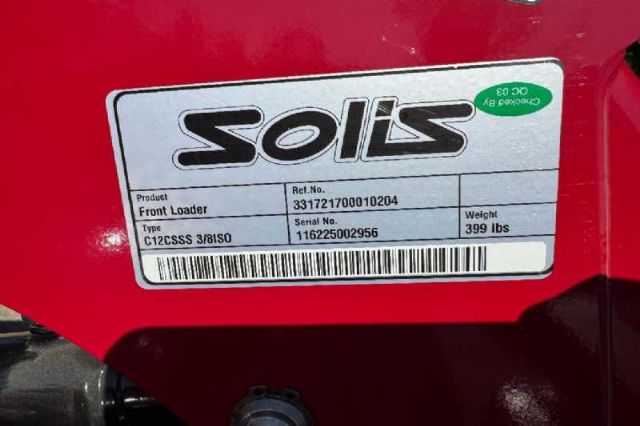 Solis
Checked By
QC 03
Product
Front Loader
Ref.No.
331721700010204
Type
C12CSSS 3/8ISO
Serial No.
116225002956
Weight
399 lbs